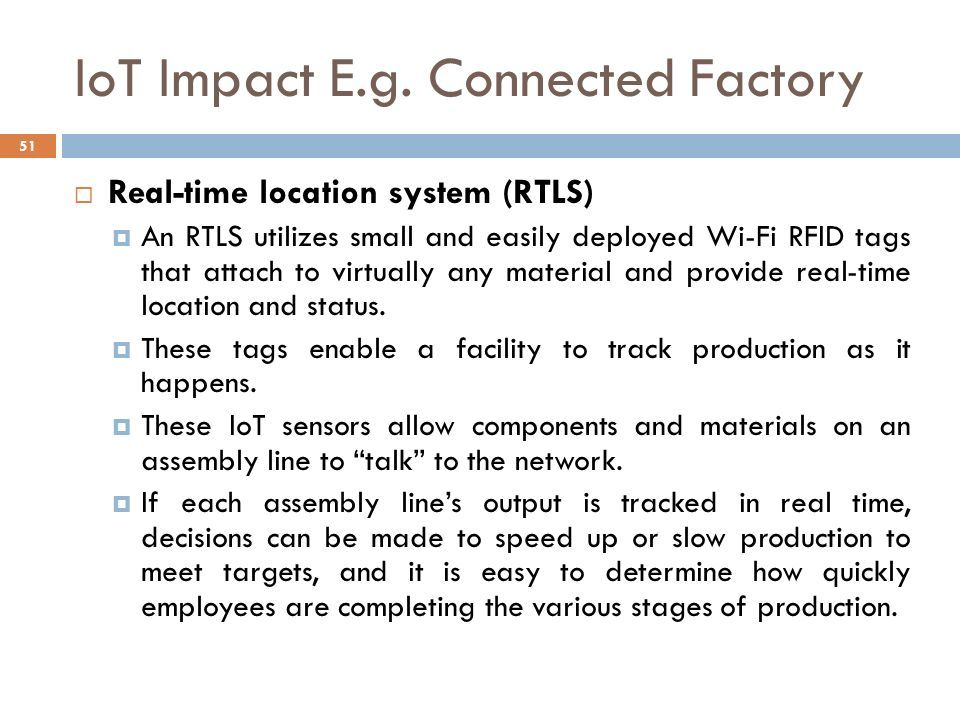 IoT Impact E.g. Connected Factory
51
Real-time location system (RTLS)
An RTLS utilizes small and easily deployed Wi-Fi RFID tags
that attach to virtually any material and provide real-time
location and status.
These tags enable a facility to track production as it
happens.
These IoT sensors allow components and materials on an
assembly line to “talk” to the network.
If each assembly line’s output is tracked in real time,
decisions can be made to speed up or slow production to
meet targets, and it is easy to determine how quickly
employees are completing the various stages of production.